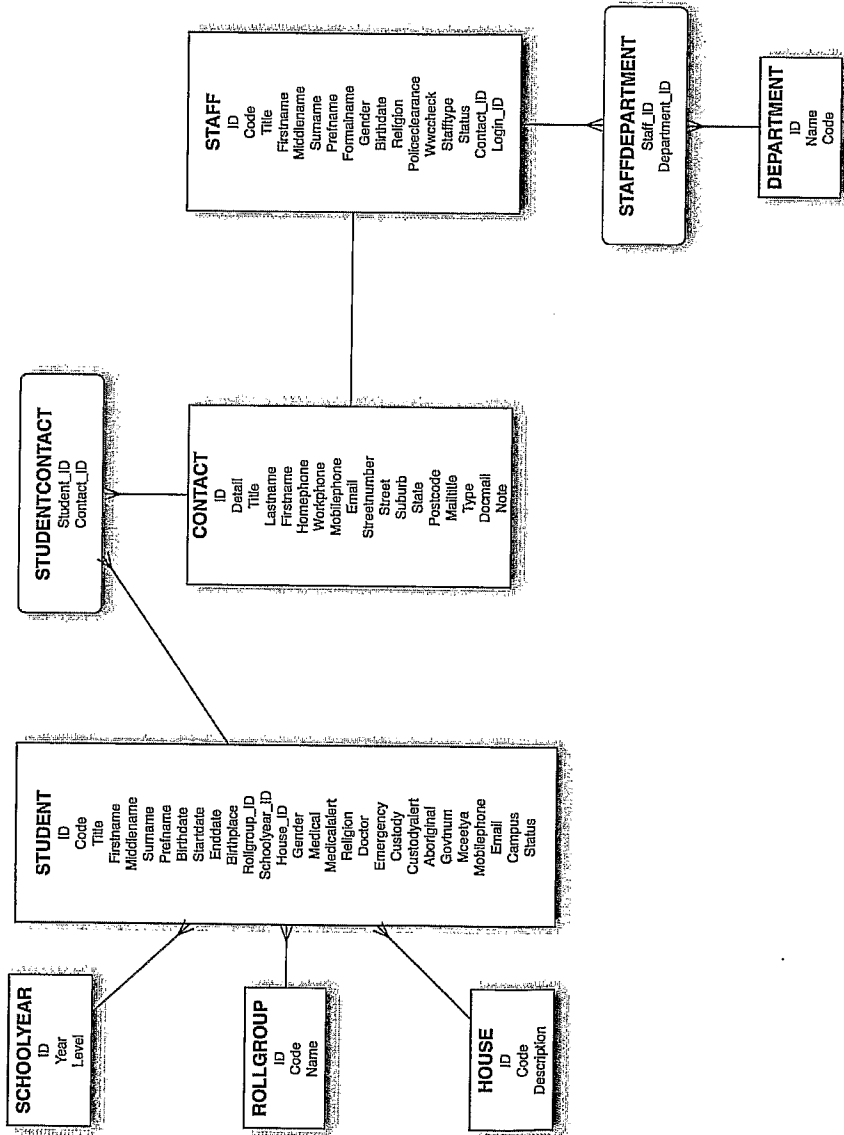 SCHOOLYEAR
ID
Year
Level
ROLLGROUP
ID
Code
Name
HOUSE
ID
Code
Description
STUDENT
ID
Code
Title
Firstname
Middlename
Surname
Prefname
Birthdate
Startdate
Enddate
Birthplace
Rollgroup_ID
Schoolyear_ID
House_ID
Gender
Medical
Medicalalert
Religion
Doctor
Emergency
Custody
Custodyalert
Aboriginal
Govtnum
Mceetya
Mobilephone
Email
Campus
Status
STUDENTCONTACT
Student_ID
Contact_ID
CONTACT
ID
Detail
Title
Lastname
Firstname
Homephone
Workphone
Mobilephone
Email
Streetnumber
Street
Suburb
State
Postcode
Mailtitle
Type
Docmail
Note
STAFF
ID
Code
Title
Firstname
Middlename
Surname
Prefname
Formalname
Gender
Birthdate
Religion
Policeclearance
Wwccheck
Stafftype
Status
Contact_ID
Login_ID
STAFFDEPARTMENT
Staff_ID
Department_ID
DEPARTMENT
ID
Name
Code